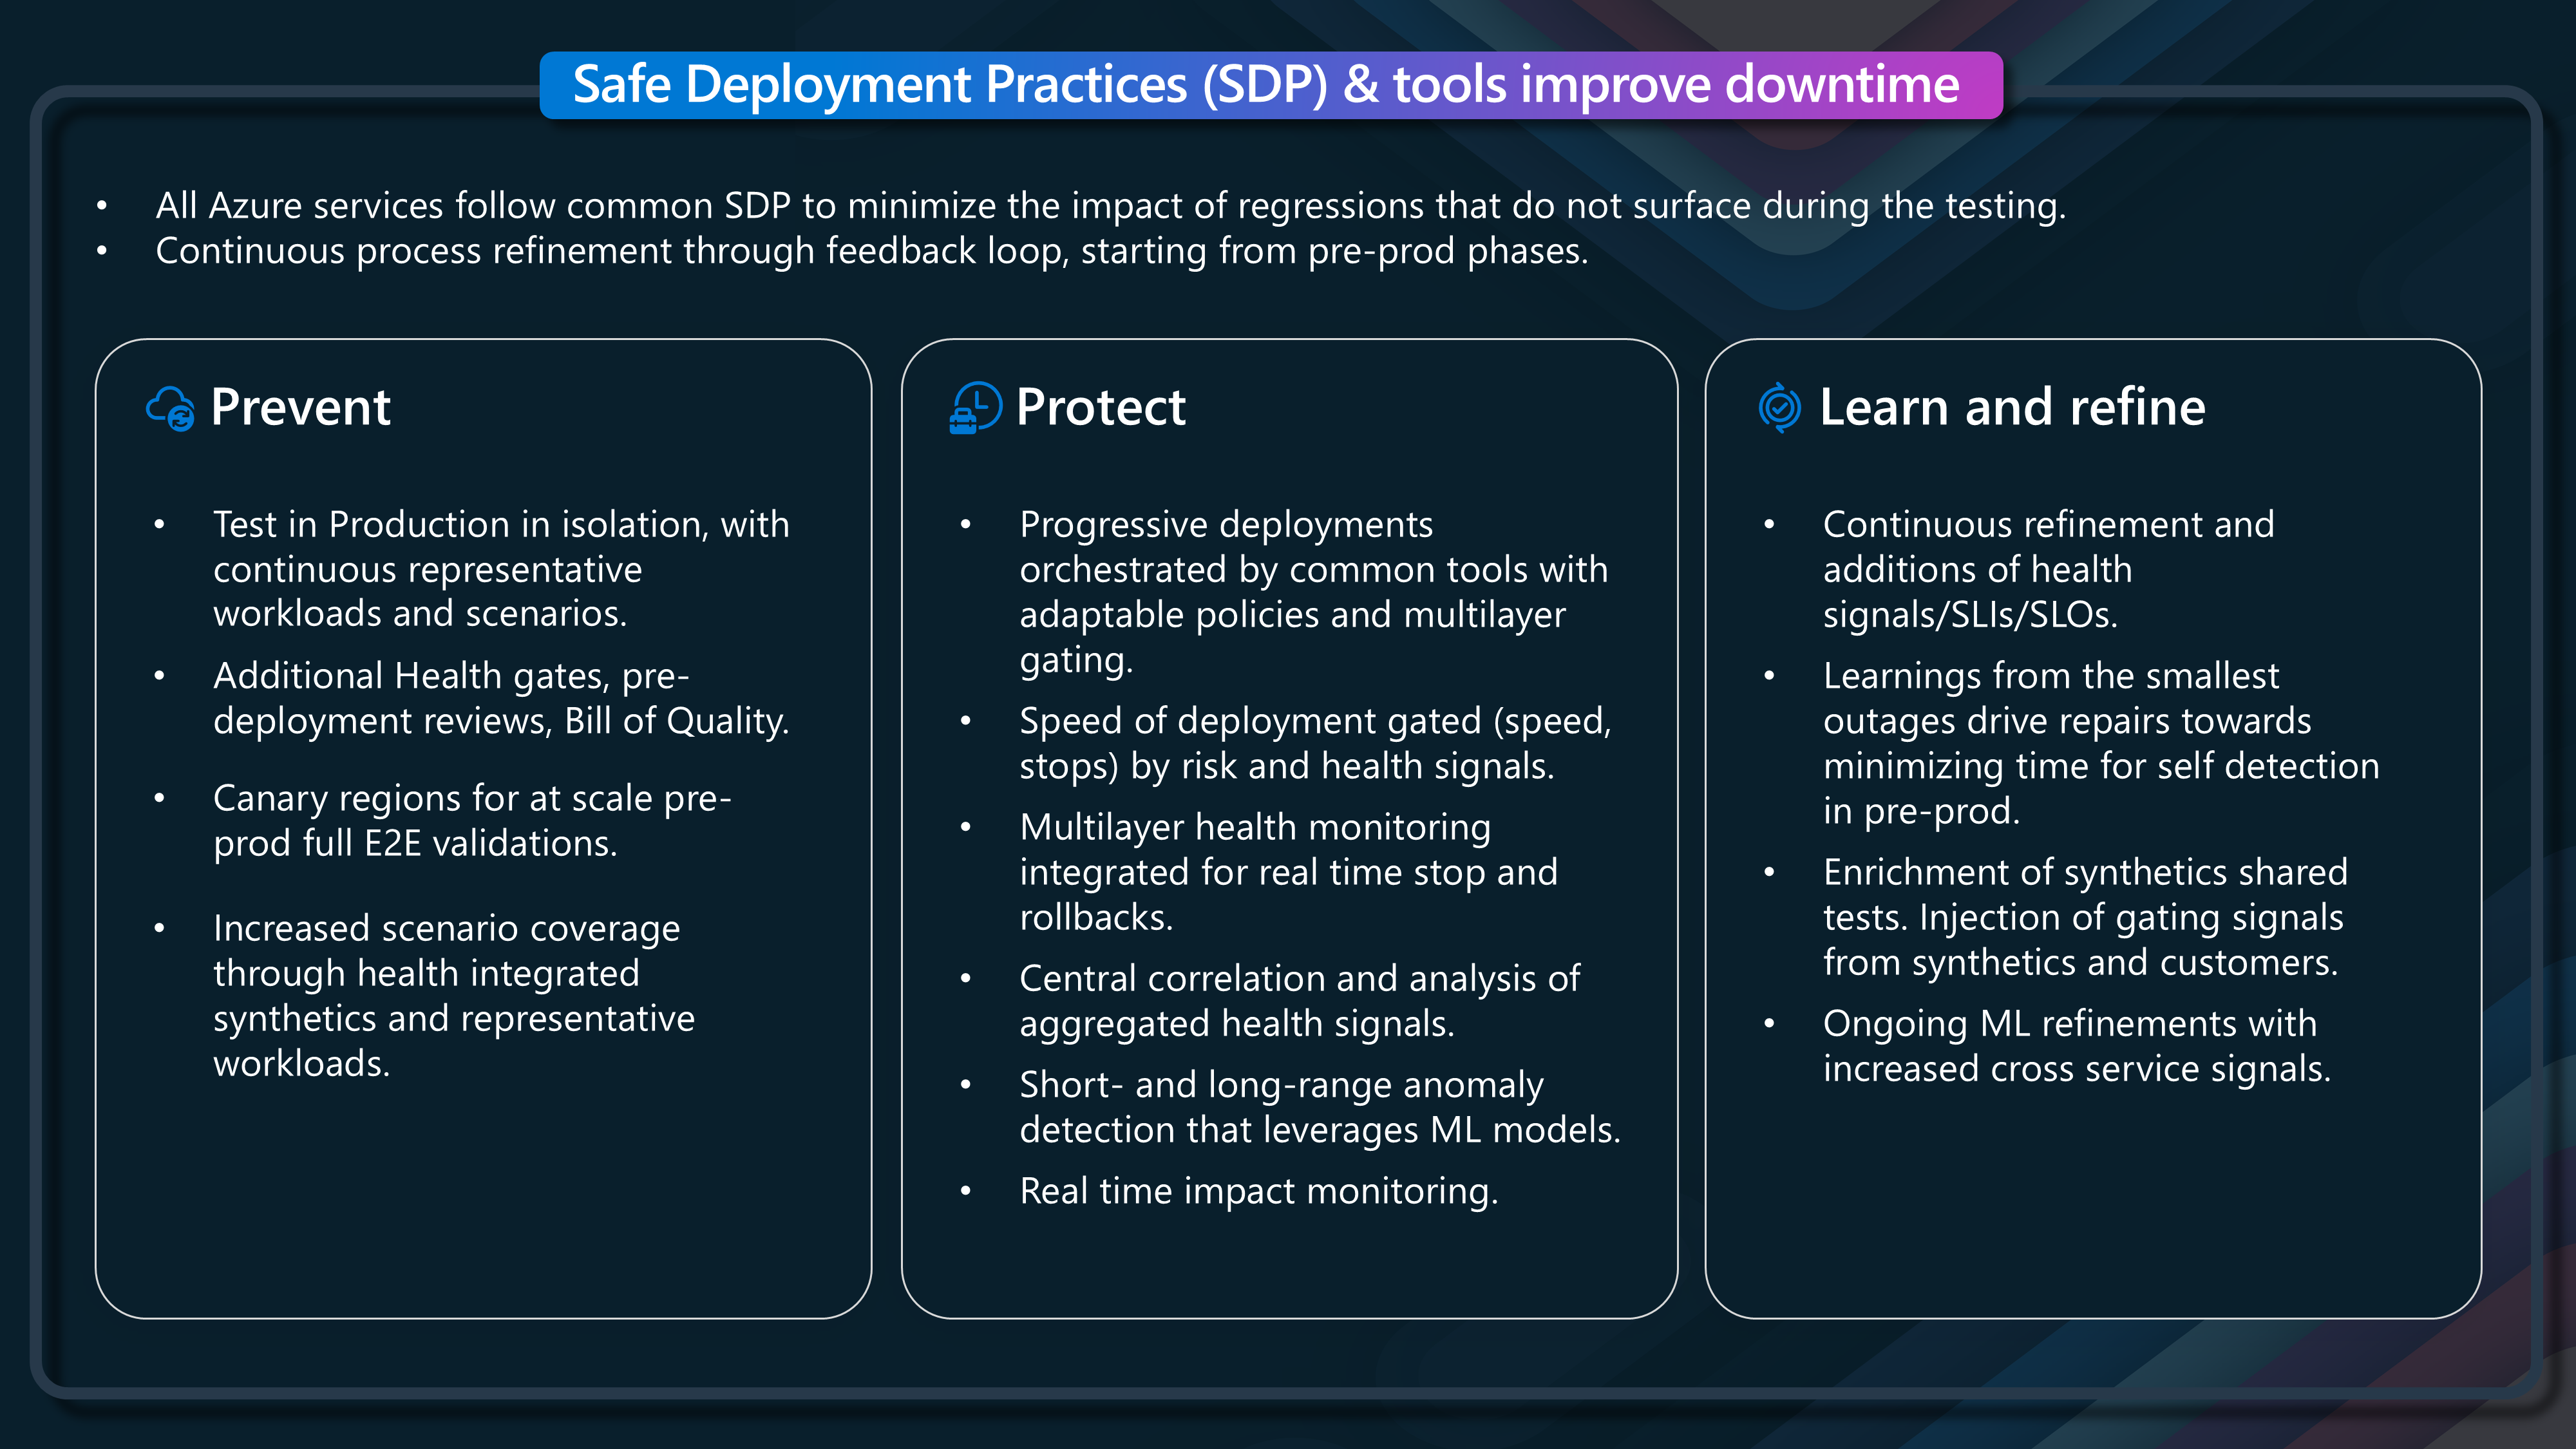 Safe Deployment Practices (SDP) & tools improve downtime
• All Azure services follow common SDP to minimize the impact of regressions that do not surface during the testing.
• Continuous process refinement through feedback loop, starting from pre-prod phases.
Prevent
• Test in Production in isolation, with
continuous representative
workloads and scenarios.
• Additional Health gates, pre-
deployment reviews, Bill of Quality.
• Canary regions for at scale pre-
prod full E2E validations.
• Increased scenario coverage
through health integrated
synthetics and representative
workloads.
Protect
• Progressive deployments
orchestrated by common tools with
adaptable policies and multilayer
gating.
• Speed of deployment gated (speed,
stops) by risk and health signals.
• Multilayer health monitoring
integrated for real time stop and
rollbacks.
• Central correlation and analysis of
aggregated health signals.
• Short- and long-range anomaly
detection that leverages ML models.
• Real time impact monitoring.
Learn and refine
• Continuous refinement and
additions of health
signals/SLIs/SLOs.
• Learnings from the smallest
outages drive repairs towards
minimizing time for self detection
in pre-prod.
• Enrichment of synthetics shared
tests. Injection of gating signals
from synthetics and customers.
• Ongoing ML refinements with
increased cross service signals.